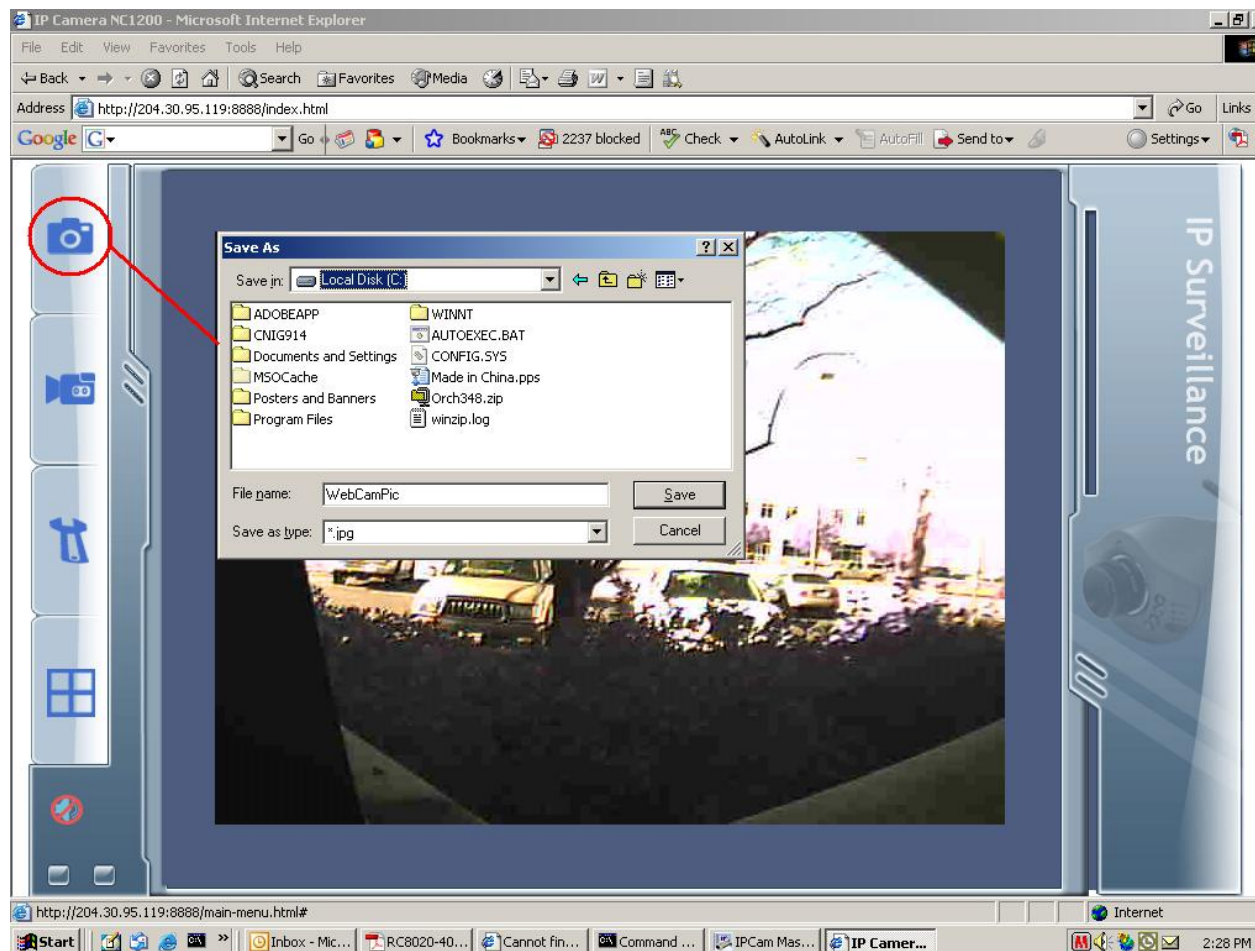 IP Camera NC1200 - Microsoft Internet Explorer
File Edit View Favorites Tools Help
Back Search Favorites Media
Address http://204.30.95.119:8888/index.html Go Links
Google G Go Bookmarks 2237 blocked ABC Check AutoLink AutoFill Send to Settings
IP Surveillance
Save As
Save in: Local Disk (C:)
ADOBEAPP
CNIG914
Documents and Settings
MSOCache
Posters and Banners
Program Files
WINNT
AUTOEXEC.BAT
CONFIG.SYS
Made in China.pps
Orch348.zip
winzip.log
File name: WebCamPic Save
Save as type: *.jpg Cancel
http://204.30.95.119:8888/main-menu.html# Internet
Start Inbox - Mic... RC8020-40... Cannot fin... Command ... IPCam Mas... IP Camer... 2:28 PM